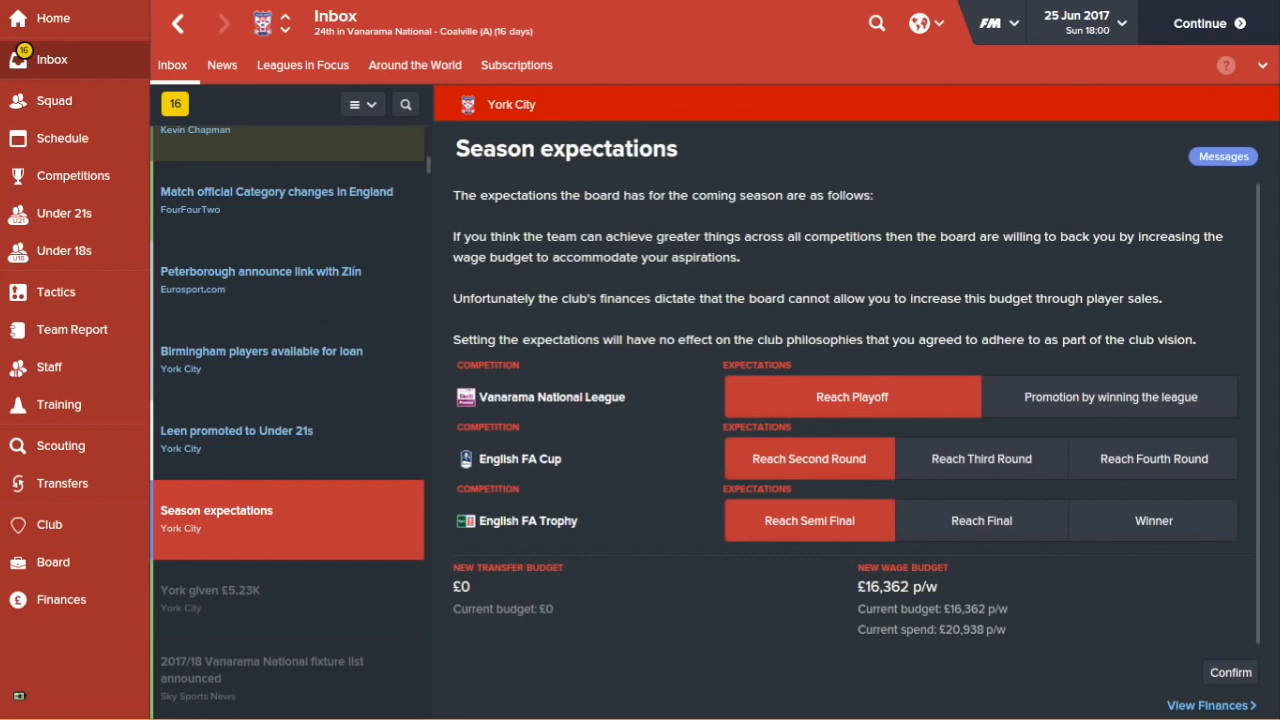 Home
16
Inbox
Squad
Schedule
Competitions
U21
Under 21s
U18
Under 18s
Tactics
Team Report
Staff
Training
Scouting
Transfers
Club
Board
Finances
Inbox
24th in Vanarama National - Coalville (A) (16 days)
FM
25 Jun 2017
Sun 18:00
Continue
Inbox
News
Leagues in Focus
Around the World
Subscriptions
?
16
Kevin Chapman
Match official Category changes in England
FourFourTwo
Peterborough announce link with Zlín
Eurosport.com
Birmingham players available for loan
York City
Leen promoted to Under 21s
York City
Season expectations
York City
York given £5.23K
York City
2017/18 Vanarama National fixture list
announced
Sky Sports News
York City
Season expectations
Messages
The expectations the board has for the coming season are as follows:
If you think the team can achieve greater things across all competitions then the board are willing to back you by increasing the
wage budget to accommodate your aspirations.
Unfortunately the club's finances dictate that the board cannot allow you to increase this budget through player sales.
Setting the expectations will have no effect on the club philosophies that you agreed to adhere to as part of the club vision.
COMPETITION
EXPECTATIONS
Vanarama National League
Reach Playoff
Promotion by winning the league
COMPETITION
EXPECTATIONS
English FA Cup
Reach Second Round
Reach Third Round
Reach Fourth Round
COMPETITION
EXPECTATIONS
English FA Trophy
Reach Semi Final
Reach Final
Winner
NEW TRANSFER BUDGET
£0
Current budget: £0
NEW WAGE BUDGET
£16,362 p/w
Current budget: £16,362 p/w
Current spend: £20,938 p/w
Confirm
View Finances >